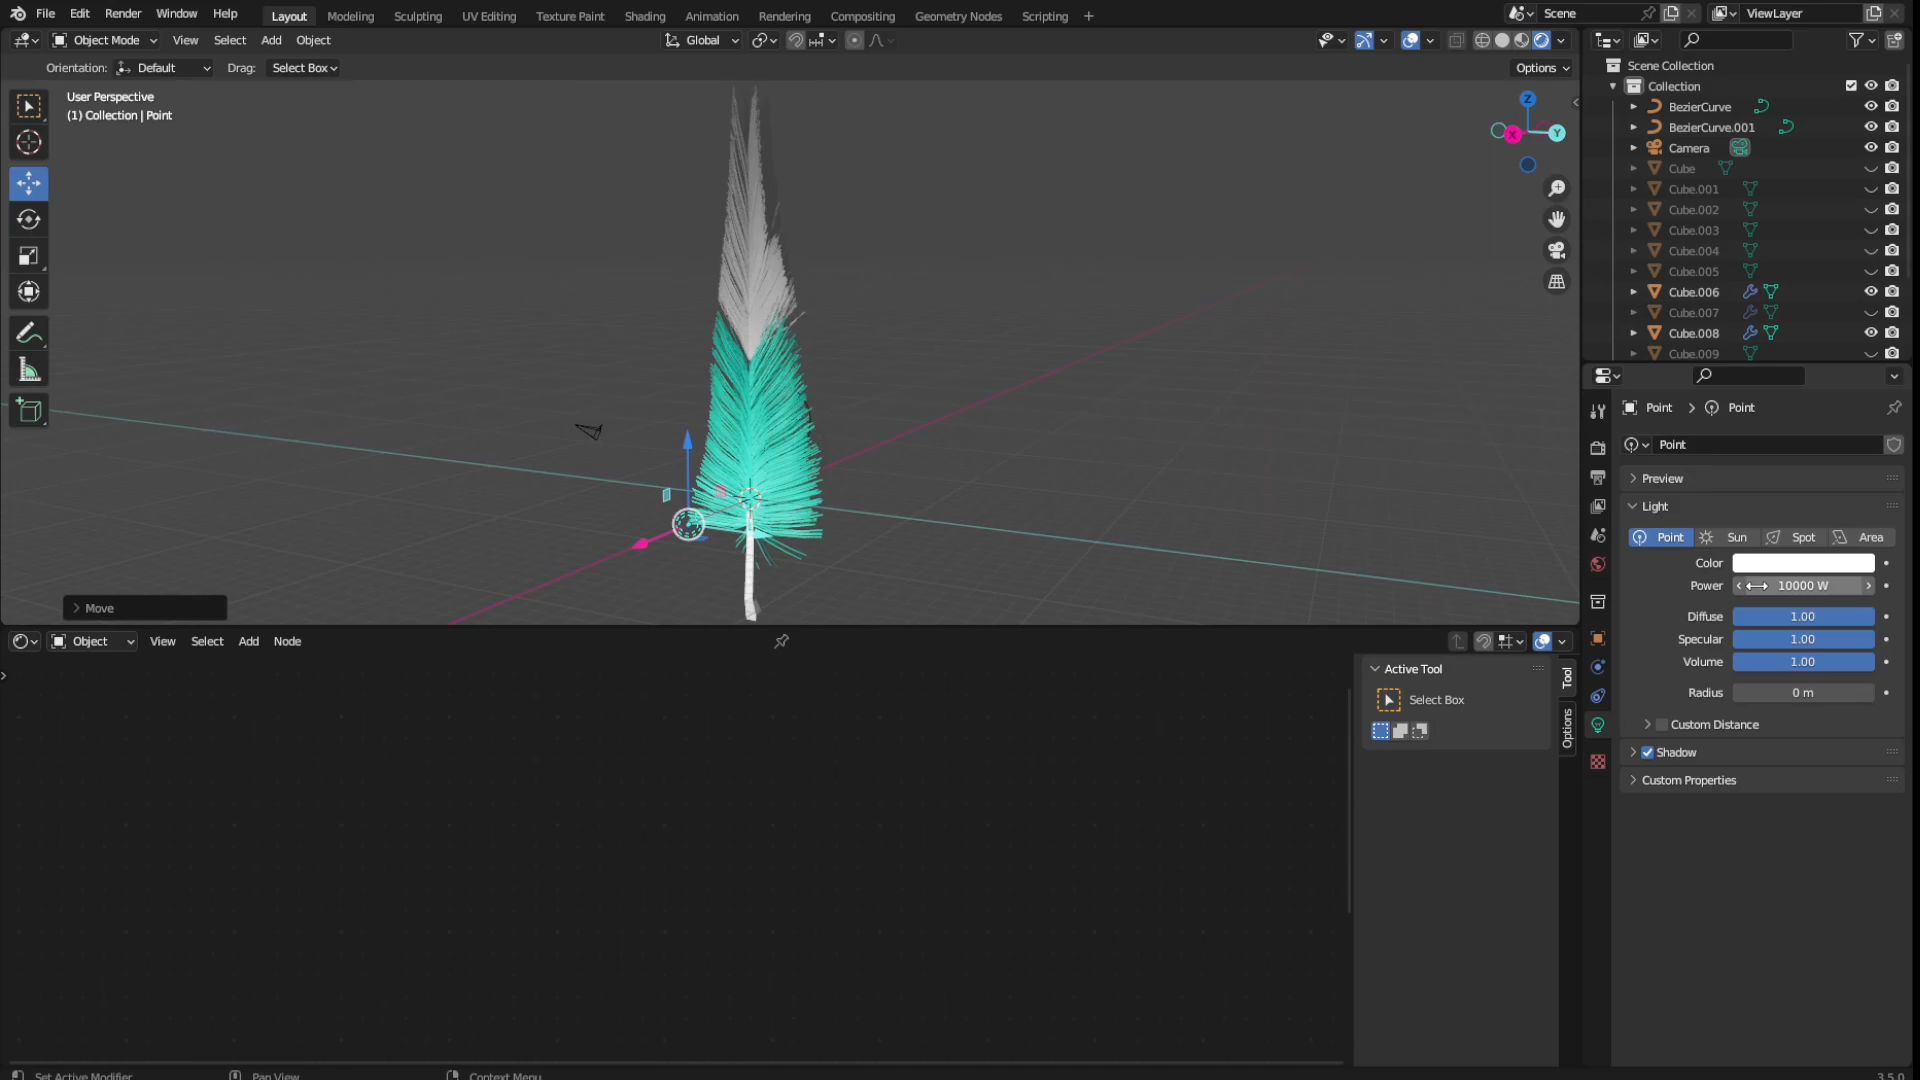 File Edit Render Window Help Layout Modeling Sculpting UV Editing Texture Paint Shading Animation Rendering Compositing Geometry Nodes Scripting + Scene ViewLayer
Object Mode View Select Add Object Global
Orientation: Default Drag: Select Box Options
User Perspective
(1) Collection | Point
Z
X Y
Move
Scene Collection
Collection
BezierCurve
BezierCurve.001
Camera
Cube
Cube.001
Cube.002
Cube.003
Cube.004
Cube.005
Cube.006
Cube.007
Cube.008
Cube.009
Point > Point
Point
Preview
Light
Point Sun Spot Area
Color
Power 10000 W
Diffuse 1.00
Specular 1.00
Volume 1.00
Radius 0 m
Custom Distance
Shadow
Custom Properties
Object View Select Add Node
Active Tool
Select Box
Tool
Options
Set Active Modifier Pan View Context Menu 3.5.0